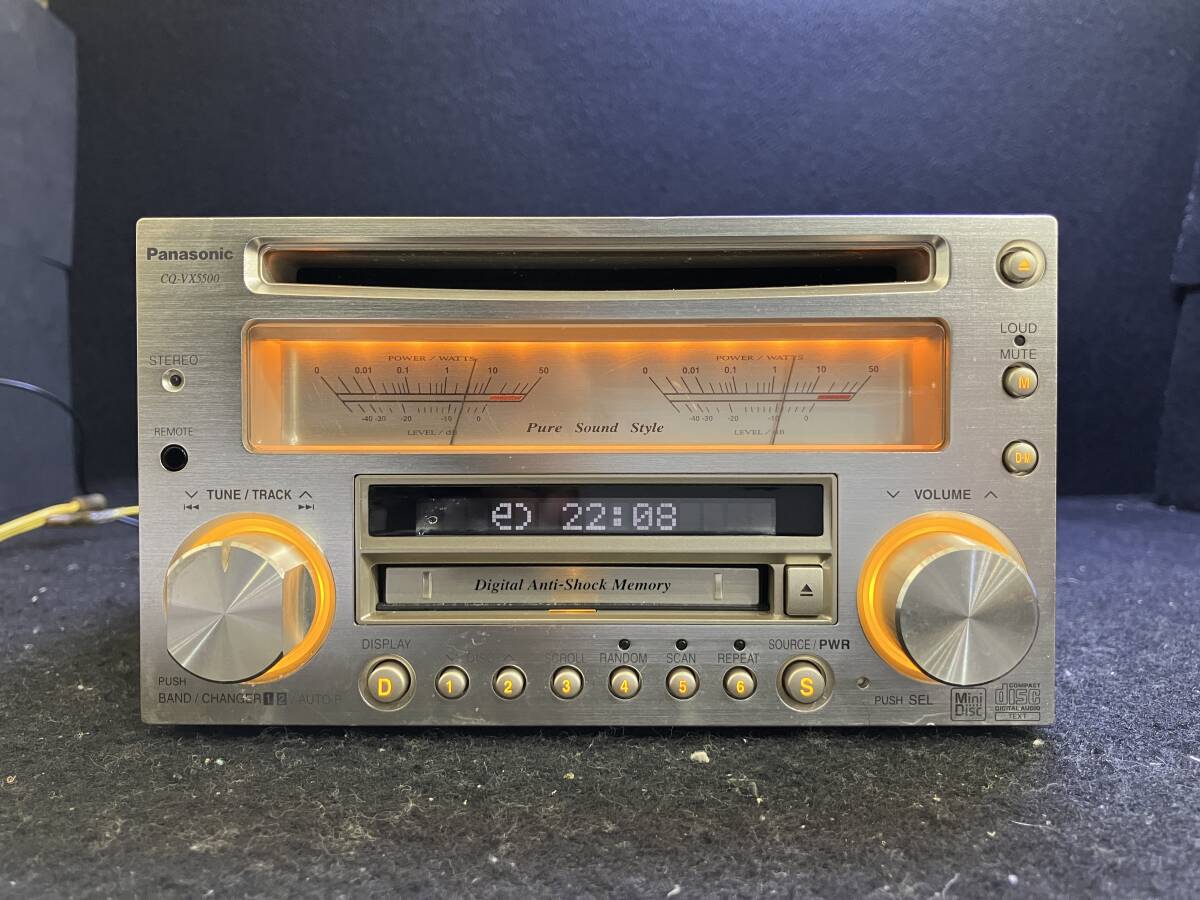 Panasonic
CQ-VX5500
LOUD
MUTE
M
D·M
STEREO
REMOTE
POWER / WATTS
0 0.01 0.1 1 10 50
-40 -30 -20 -10 0
LEVEL / dB
POWER / WATTS
0 0.01 0.1 1 10 50
-40 -30 -20 -10 0
LEVEL / dB
Pure Sound Style
TUNE / TRACK
22:08
Digital Anti-Shock Memory
VOLUME
DISPLAY
D
DISC
SCROLL
RANDOM
SCAN
REPEAT
SOURCE / PWR
1 2 3 4 5 6
S
PUSH
BAND / CHANGER 1 2 / AUTO·P
PUSH SEL
Mini
Disc
COMPACT
disc
DIGITAL AUDIO
TEXT